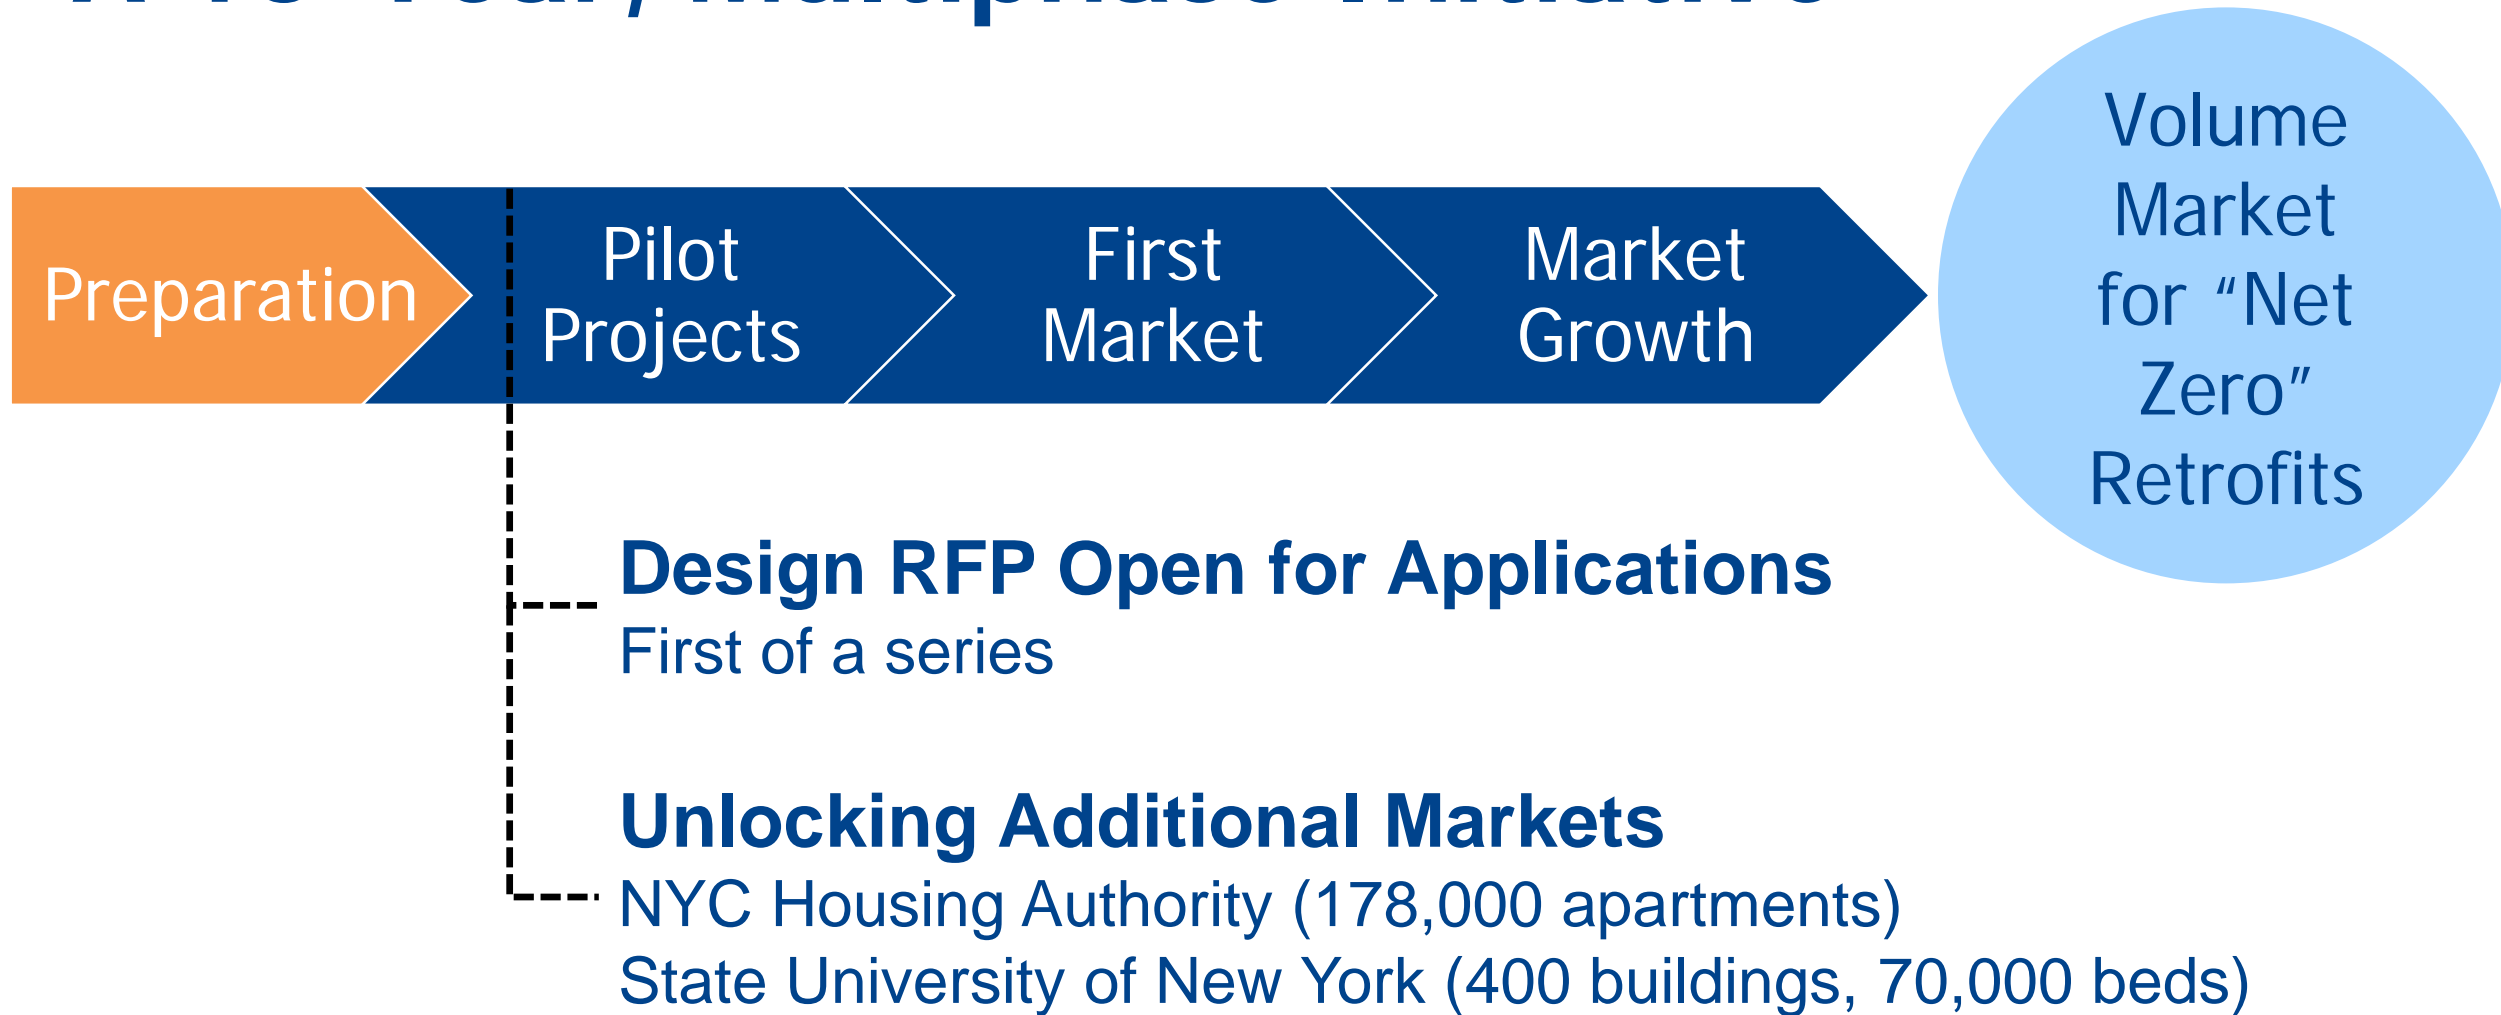 Preparation
Pilot
Projects
First
Market
Market
Growth
Volume
Market
for “Net
Zero”
Retrofits
Design RFP Open for Applications
First of a series
Unlocking Additional Markets
NYC Housing Authority (178,000 apartments)
State University of New York (400 buildings, 70,000 beds)